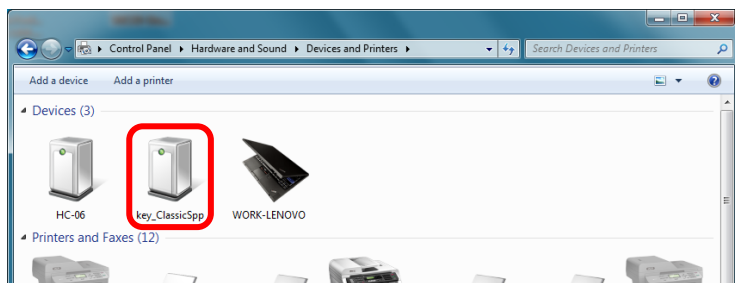 Control Panel ▸ Hardware and Sound ▸ Devices and Printers ▸
Search Devices and Printers
Add a device Add a printer
Devices (3)
HC-06 key_ClassicSpp WORK-LENOVO
Printers and Faxes (12)